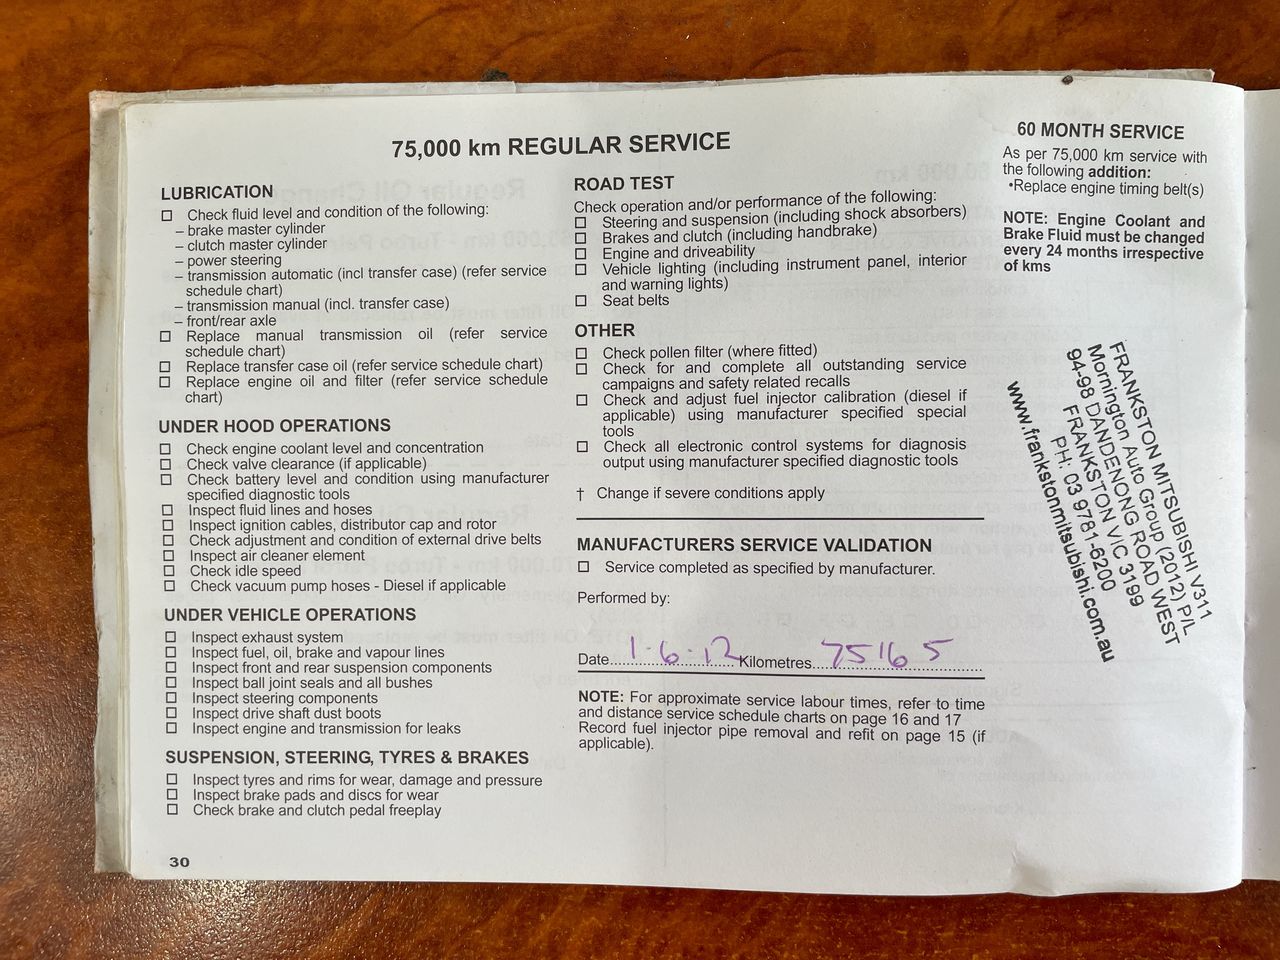 75,000 km REGULAR SERVICE
LUBRICATION
☐ Check fluid level and condition of the following:
– brake master cylinder
– clutch master cylinder
– power steering
– transmission automatic (incl transfer case) (refer service
schedule chart)
– transmission manual (incl. transfer case)
– front/rear axle
☐ Replace manual transmission oil (refer service
schedule chart)
☐ Replace transfer case oil (refer service schedule chart)
☐ Replace engine oil and filter (refer service schedule
chart)
UNDER HOOD OPERATIONS
☐ Check engine coolant level and concentration
☐ Check valve clearance (if applicable)
☐ Check battery level and condition using manufacturer
specified diagnostic tools
☐ Inspect fluid lines and hoses
☐ Inspect ignition cables, distributor cap and rotor
☐ Check adjustment and condition of external drive belts
☐ Inspect air cleaner element
☐ Check idle speed
☐ Check vacuum pump hoses - Diesel if applicable
UNDER VEHICLE OPERATIONS
☐ Inspect exhaust system
☐ Inspect fuel, oil, brake and vapour lines
☐ Inspect front and rear suspension components
☐ Inspect ball joint seals and all bushes
☐ Inspect steering components
☐ Inspect drive shaft dust boots
☐ Inspect engine and transmission for leaks
SUSPENSION, STEERING, TYRES & BRAKES
☐ Inspect tyres and rims for wear, damage and pressure
☐ Inspect brake pads and discs for wear
☐ Check brake and clutch pedal freeplay
30
ROAD TEST
Check operation and/or performance of the following:
☐ Steering and suspension (including shock absorbers)
☐ Brakes and clutch (including handbrake)
☐ Engine and driveability
☐ Vehicle lighting (including instrument panel, interior
and warning lights)
☐ Seat belts
OTHER
☐ Check pollen filter (where fitted)
☐ Check for and complete all outstanding service
campaigns and safety related recalls
☐ Check and adjust fuel injector calibration (diesel if
applicable) using manufacturer specified special
tools
☐ Check all electronic control systems for diagnosis
output using manufacturer specified diagnostic tools
† Change if severe conditions apply
MANUFACTURERS SERVICE VALIDATION
☐ Service completed as specified by manufacturer.
Performed by:
Date 1.6.12 Kilometres 75165
NOTE: For approximate service labour times, refer to time
and distance service schedule charts on page 16 and 17
Record fuel injector pipe removal and refit on page 15 (if
applicable).
60 MONTH SERVICE
As per 75,000 km service with
the following addition:
•Replace engine timing belt(s)
NOTE: Engine Coolant and
Brake Fluid must be changed
every 24 months irrespective
of kms
FRANKSTON MITSUBISHI V311
Mornington Auto Group (2012) P/L
94-98 DANDENONG ROAD WEST
FRANKSTON VIC 3199
PH: 03 9781-6200
www.frankstonmitsubishi.com.au